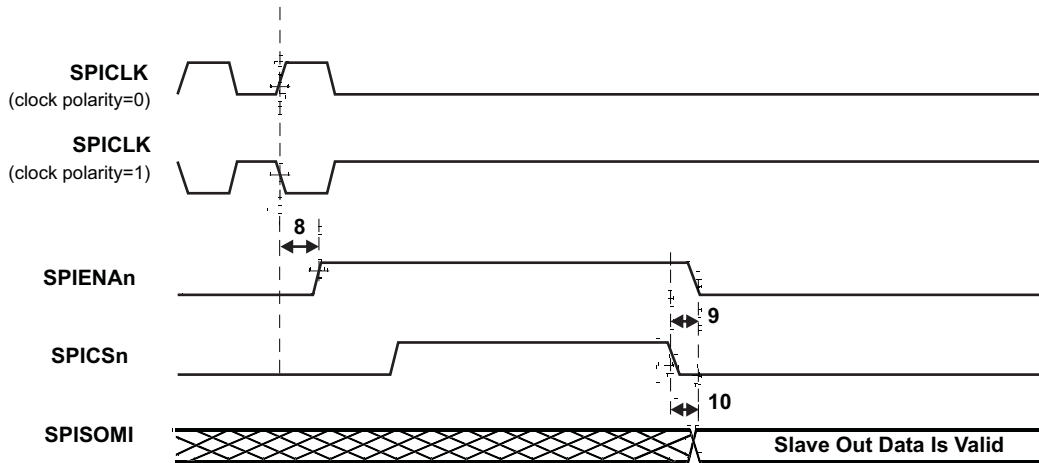 SPICLK
(clock polarity=0)
SPICLK
(clock polarity=1)
8
SPIENAn
9
SPICSn
10
SPISOMI
Slave Out Data Is Valid